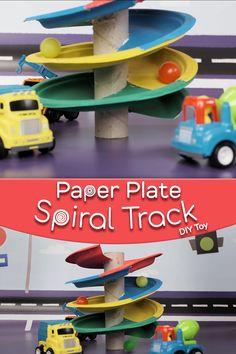 Paper Plate
Spiral Track
DIY Toy